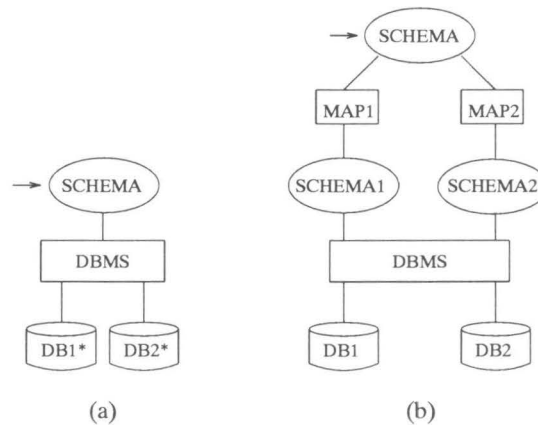 SCHEMA
MAP1 MAP2
SCHEMA SCHEMA1 SCHEMA2
DBMS DBMS
DB1* DB2* DB1 DB2
(a) (b)